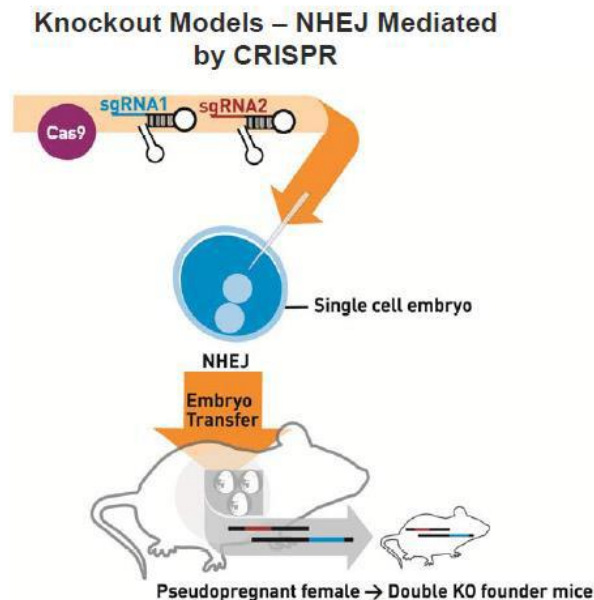 Knockout Models – NHEJ Mediated
by CRISPR
sgRNA1 sgRNA2
Cas9
Single cell embryo
NHEJ
Embryo
Transfer
Pseudopregnant female → Double KO founder mice